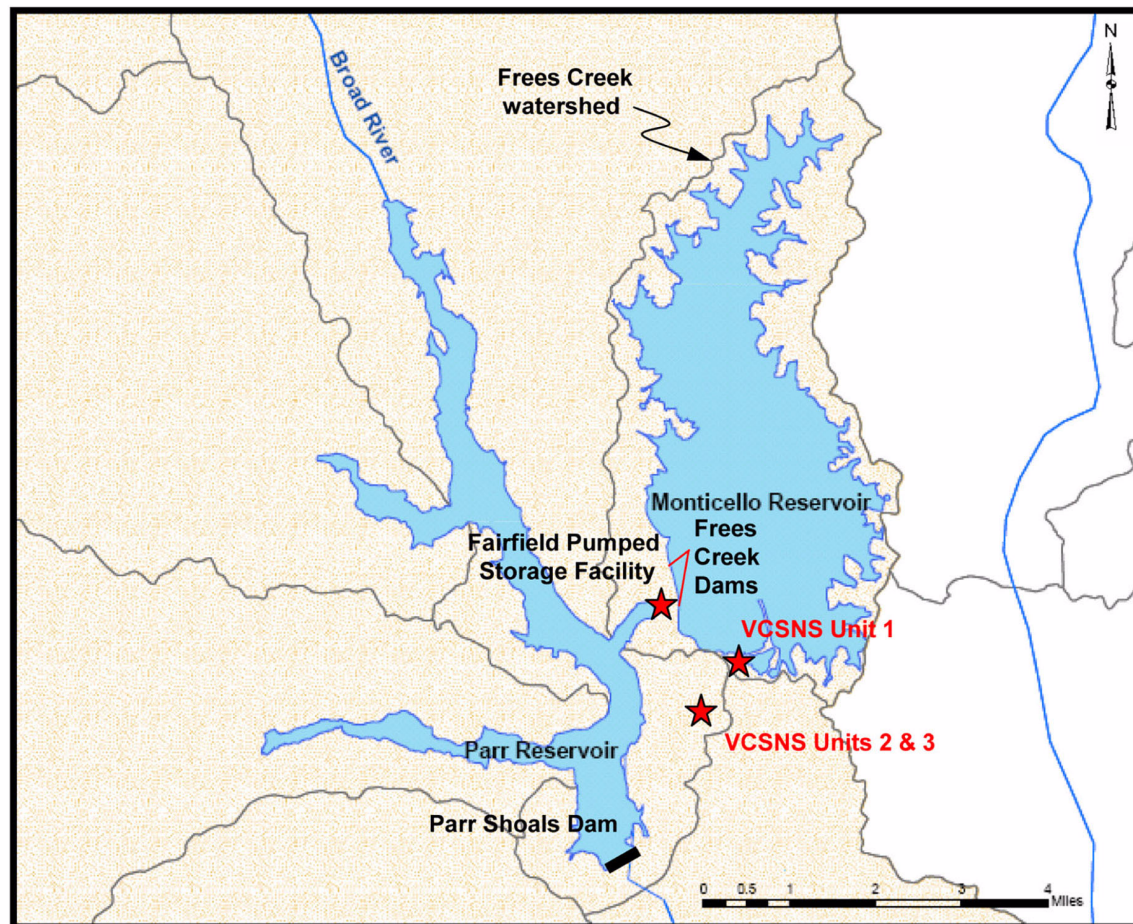 N
Frees Creek
watershed
Broad River
Monticello Reservoir
Frees
Creek
Dams
Fairfield Pumped
Storage Facility
VCSNS Unit 1
VCSNS Units 2 & 3
Parr Reservoir
Parr Shoals Dam
0 0.5 1 2 3 4
Miles